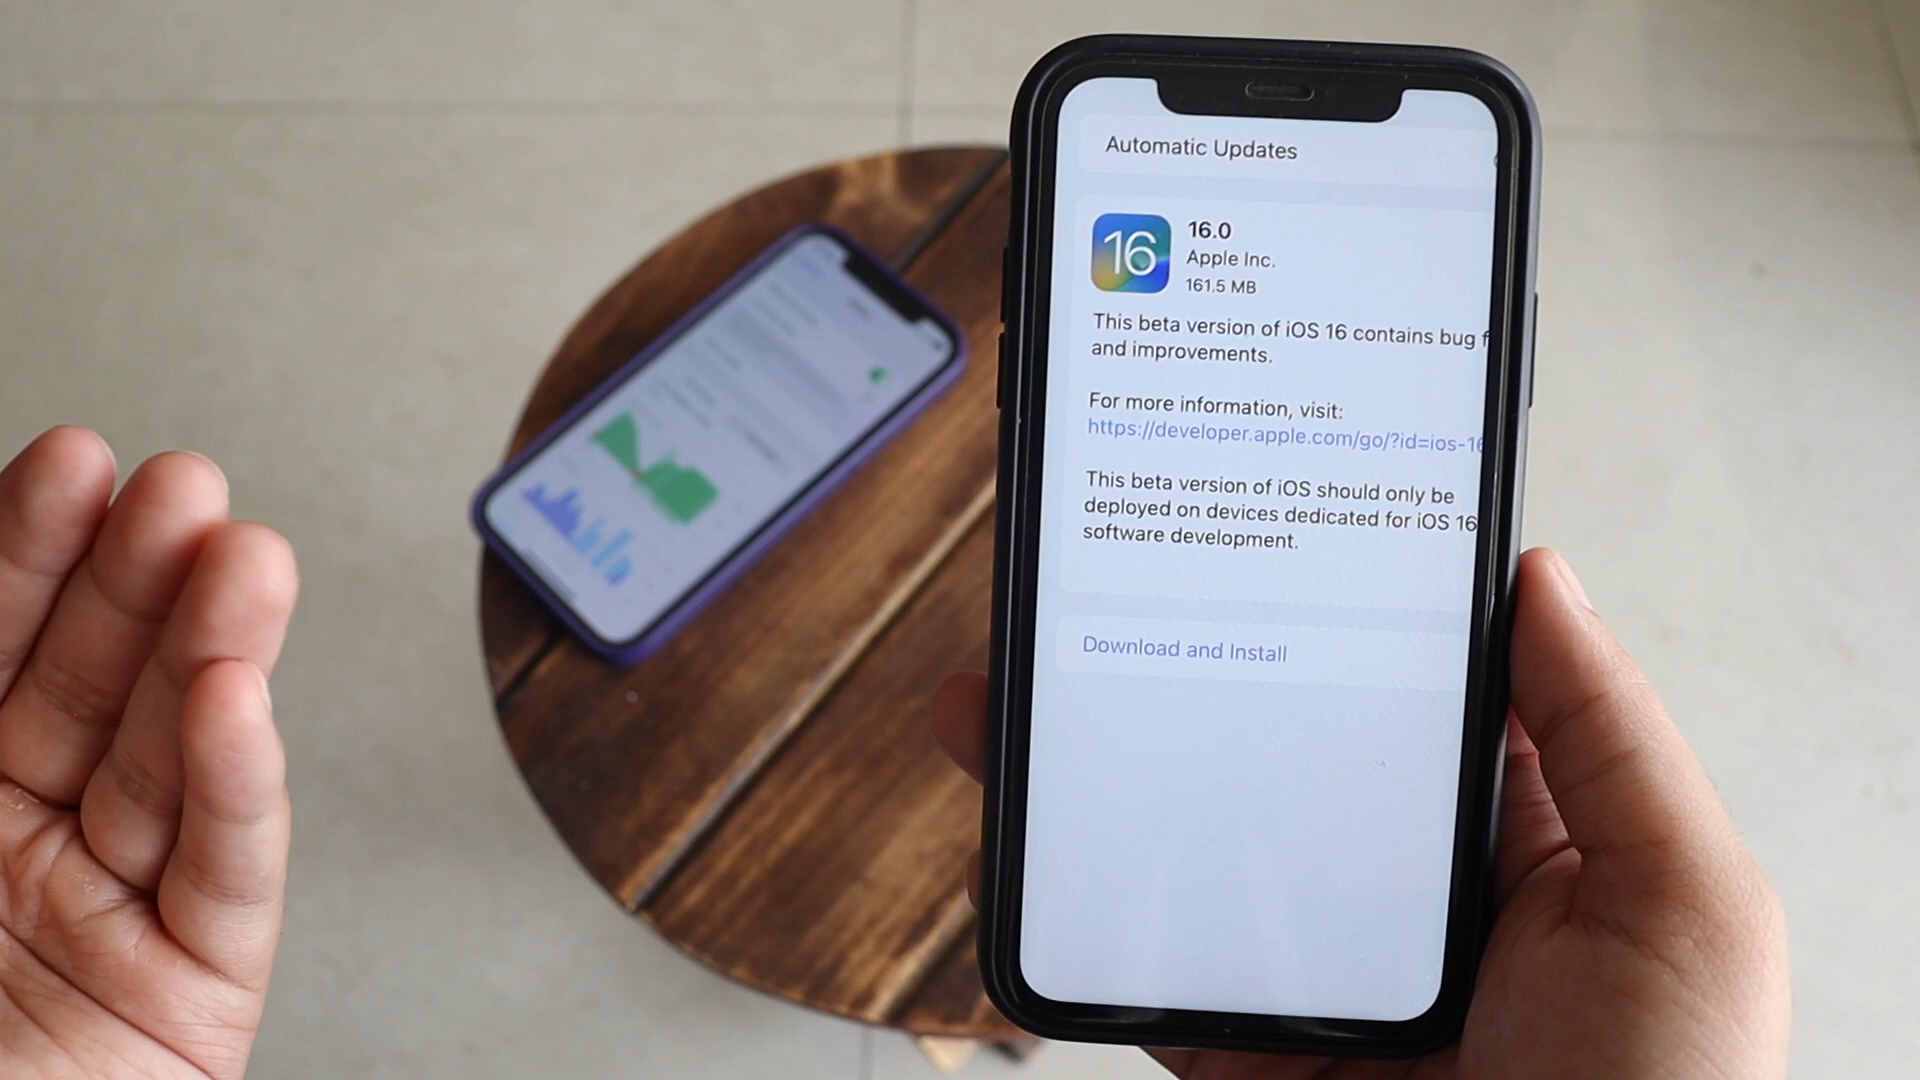 Automatic Updates
16
16.0
Apple Inc.
161.5 MB
This beta version of iOS 16 contains bug f
and improvements.
For more information, visit:
https://developer.apple.com/go/?id=ios-16
This beta version of iOS should only be
deployed on devices dedicated for iOS 16
software development.
Download and Install